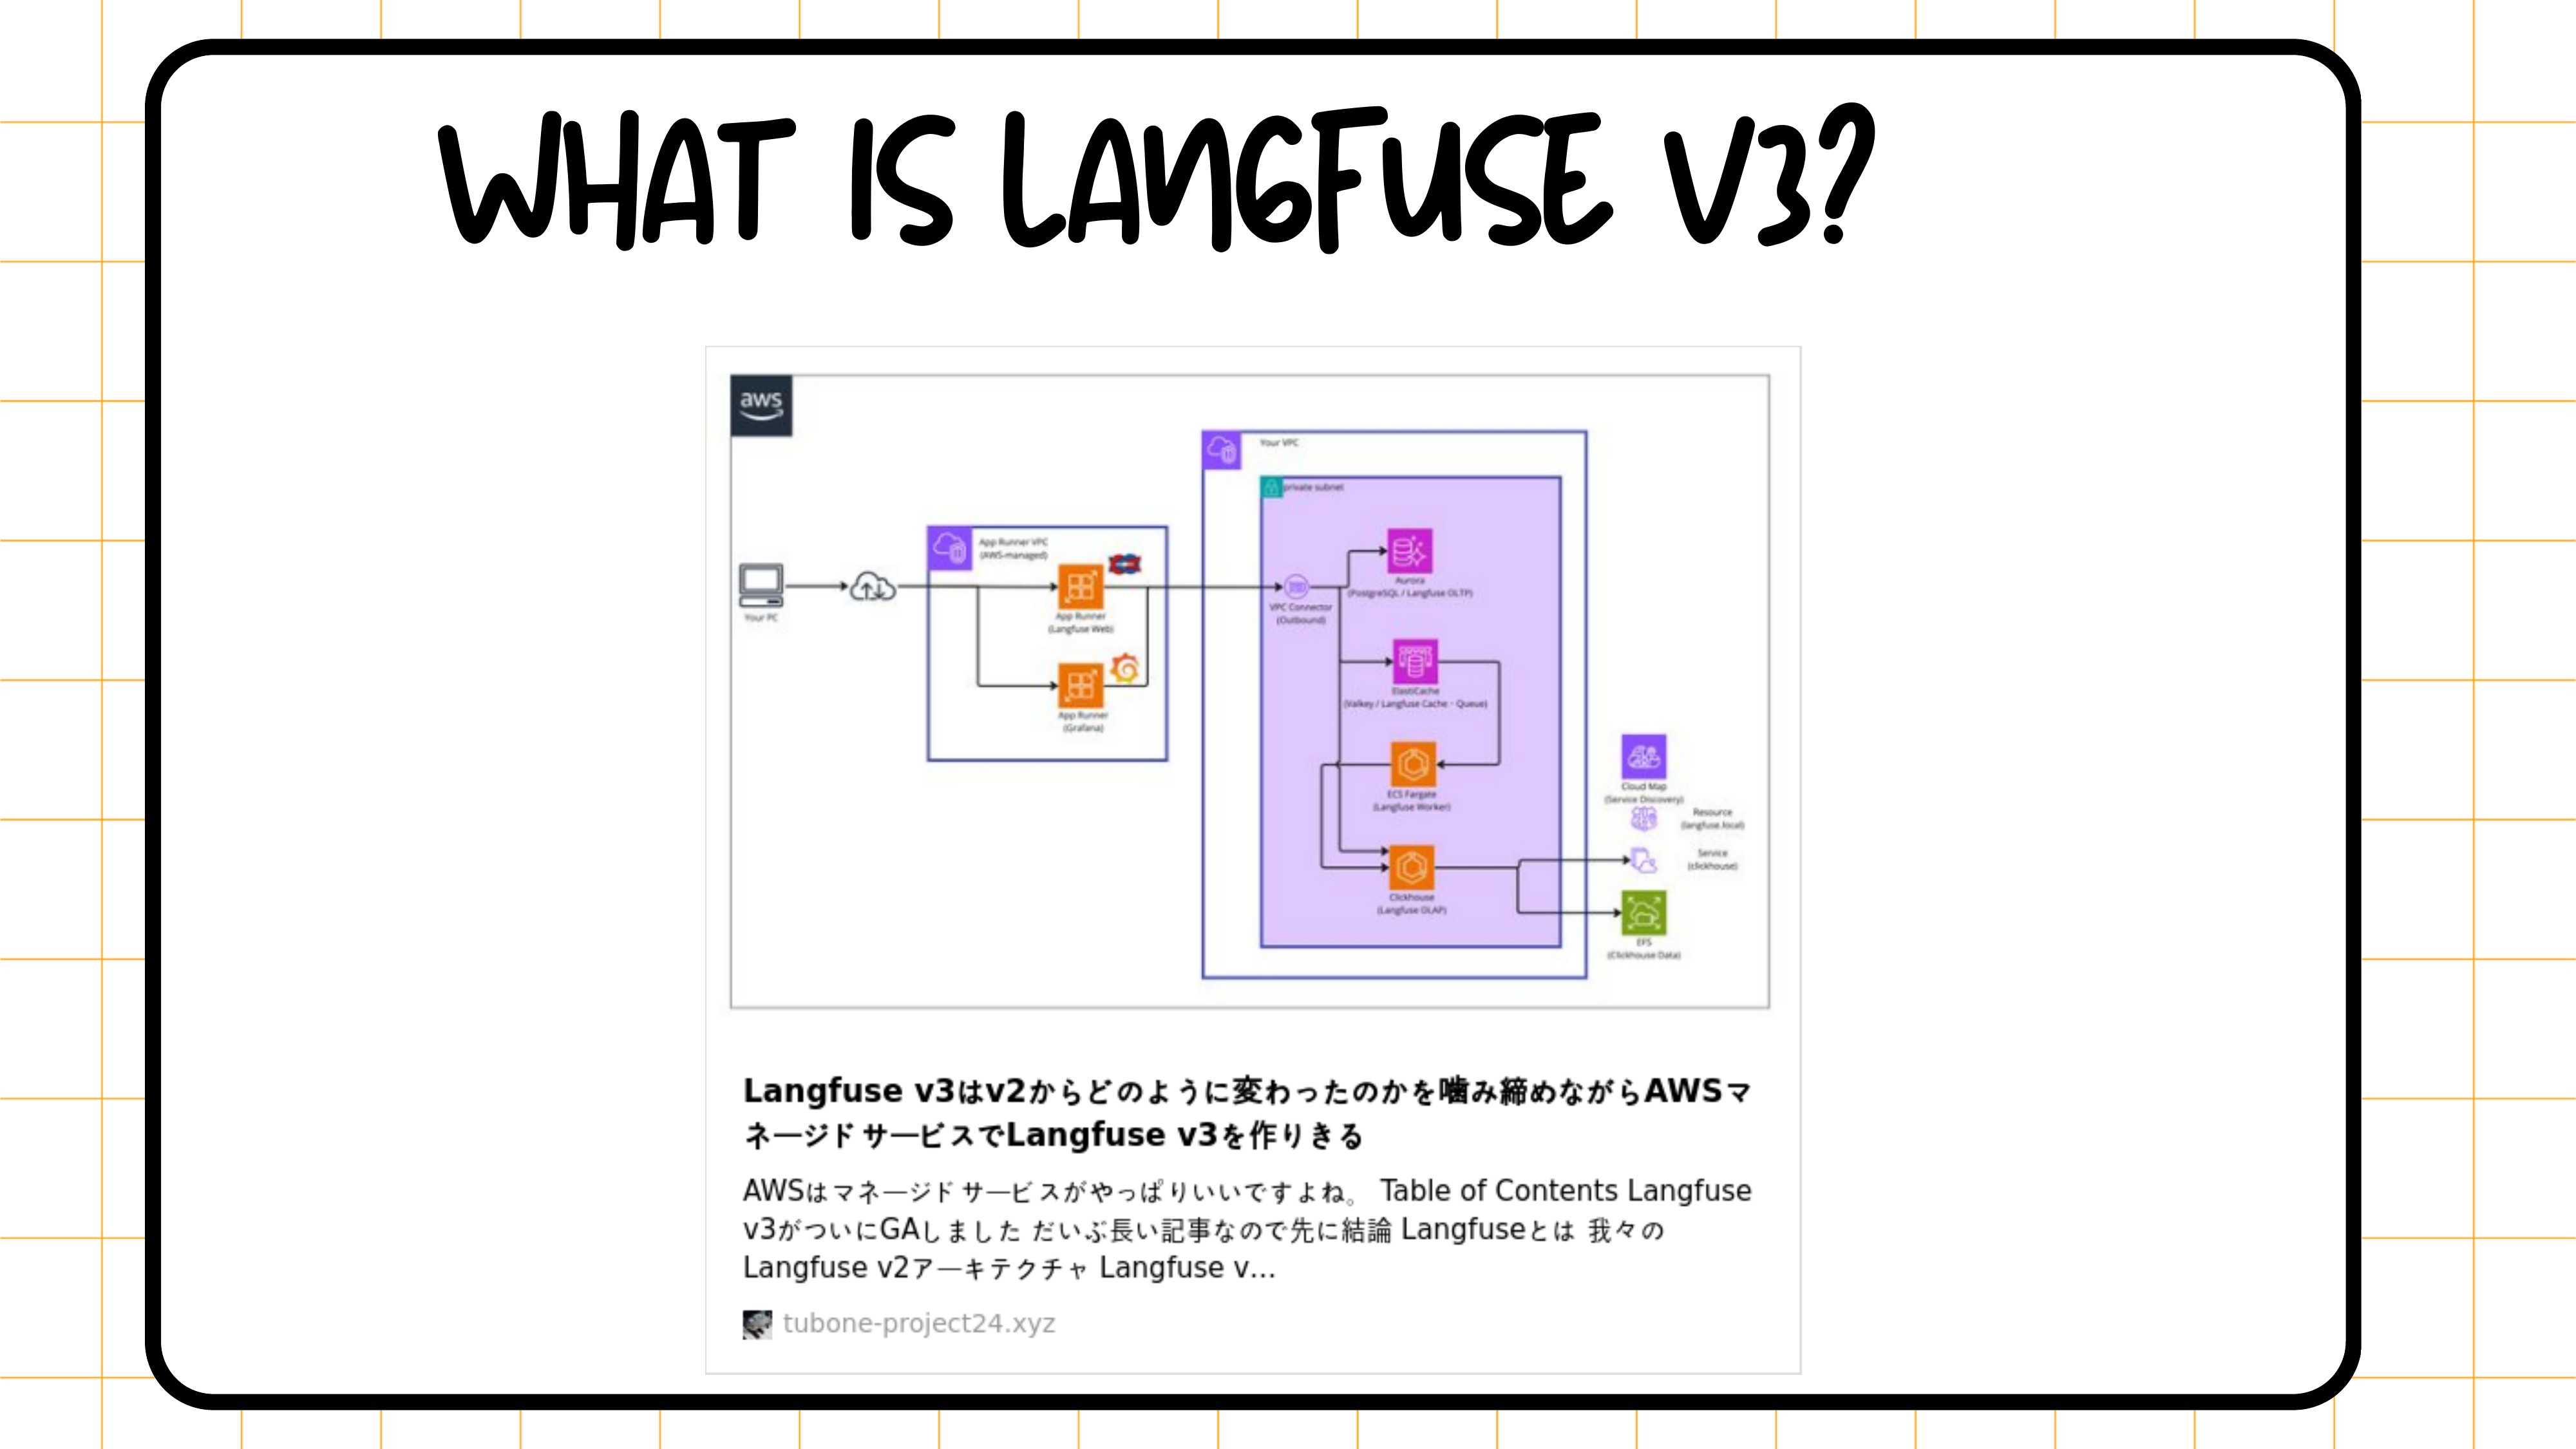 WHAT IS LANGFUSE V3?
aws
Your VPC
private subnet
App Runner VPC
(AWS-managed)
Your PC
App Runner
(Langfuse Web)
App Runner
(Grafana)
VPC Connector
(Outbound)
Aurora
(PostgreSQL / Langfuse OLTP)
ElastiCache
(Valkey / Langfuse Cache・Queue)
ECS Fargate
(Langfuse Worker)
Clickhouse
(Langfuse OLAP)
Cloud Map
(Service Discovery)
Resource
(langfuse.local)
Service
(clickhouse)
EFS
(Clickhouse Data)
Langfuse v3はv2からどのように変わったのかを噛み締めながらAWSマ
ネージドサービスでLangfuse v3を作りきる
AWSはマネージドサービスがやっぱりいいですよね。 Table of Contents Langfuse
v3がついにGAしました だいぶ長い記事なので先に結論 Langfuseとは 我々の
Langfuse v2アーキテクチャ Langfuse v...
tubone-project24.xyz